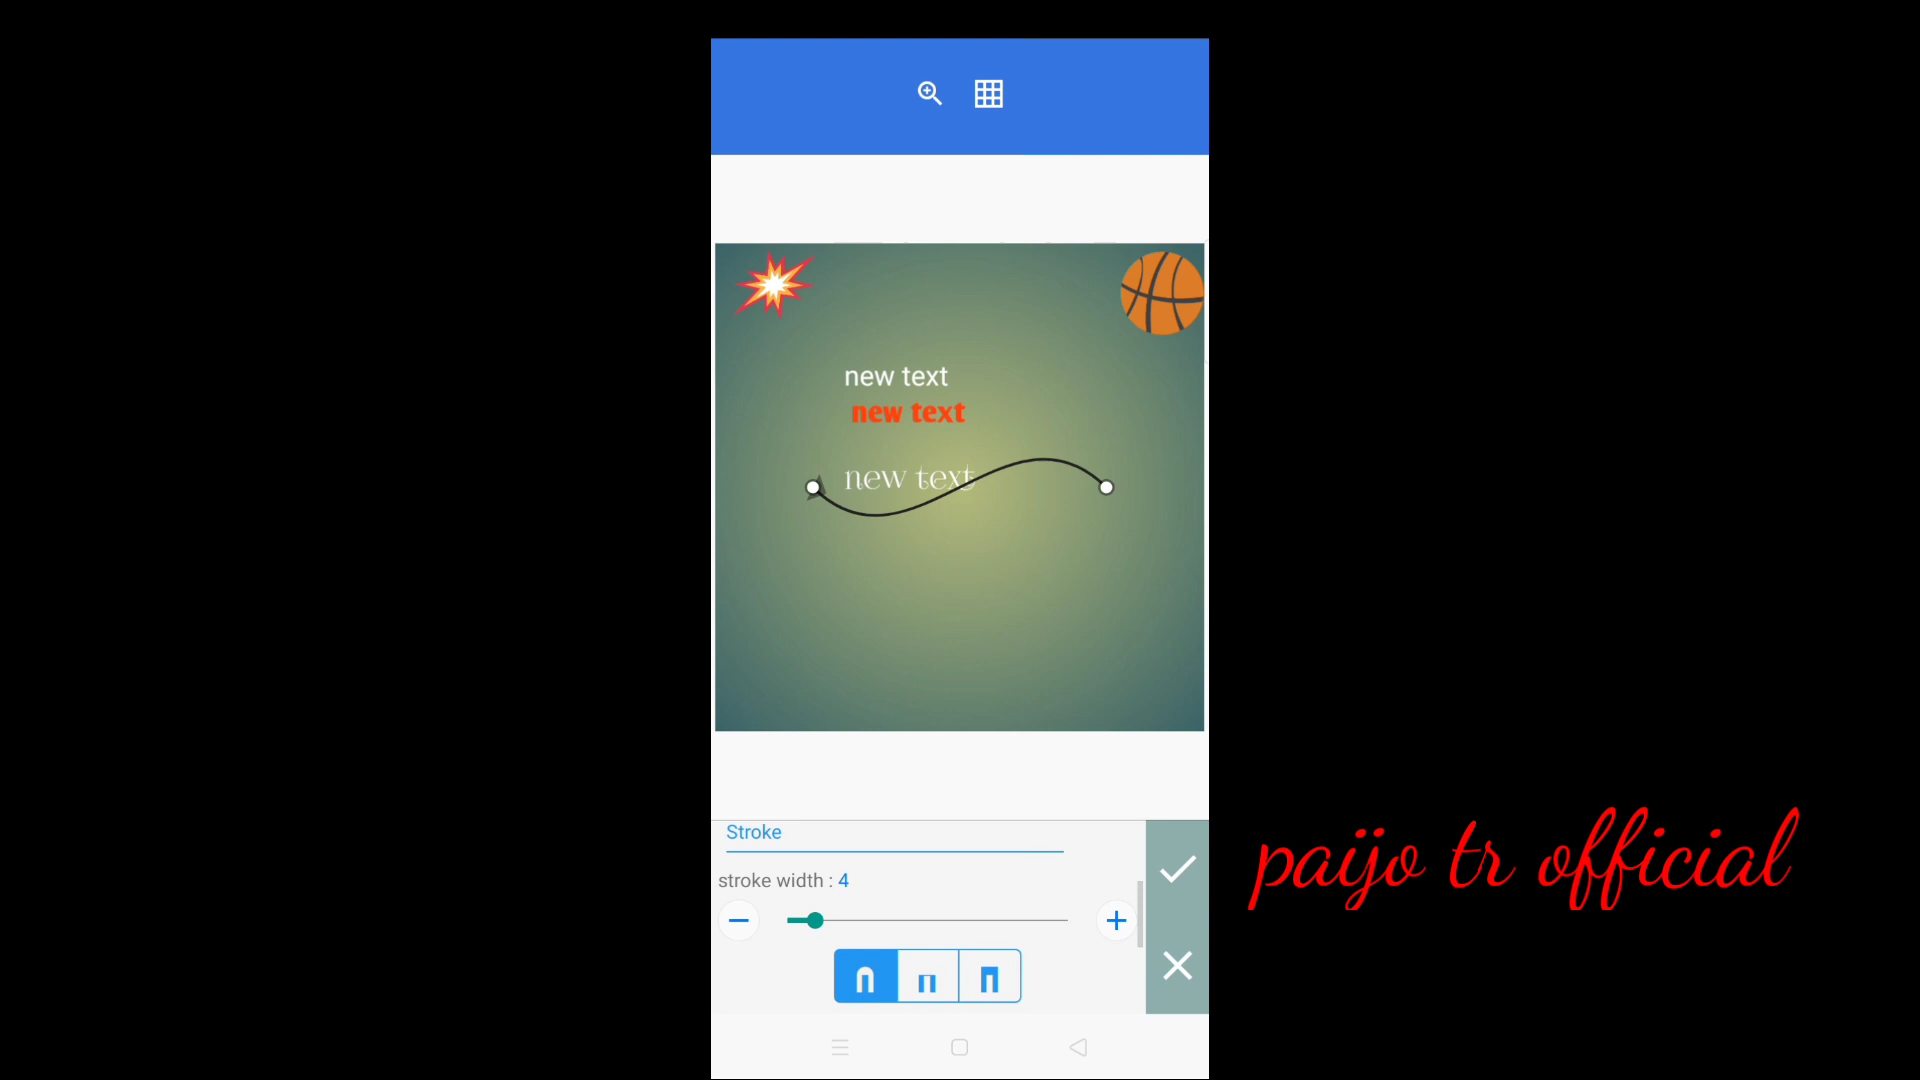 new text
new text
new text
Stroke
stroke width : 4
paijo tr official